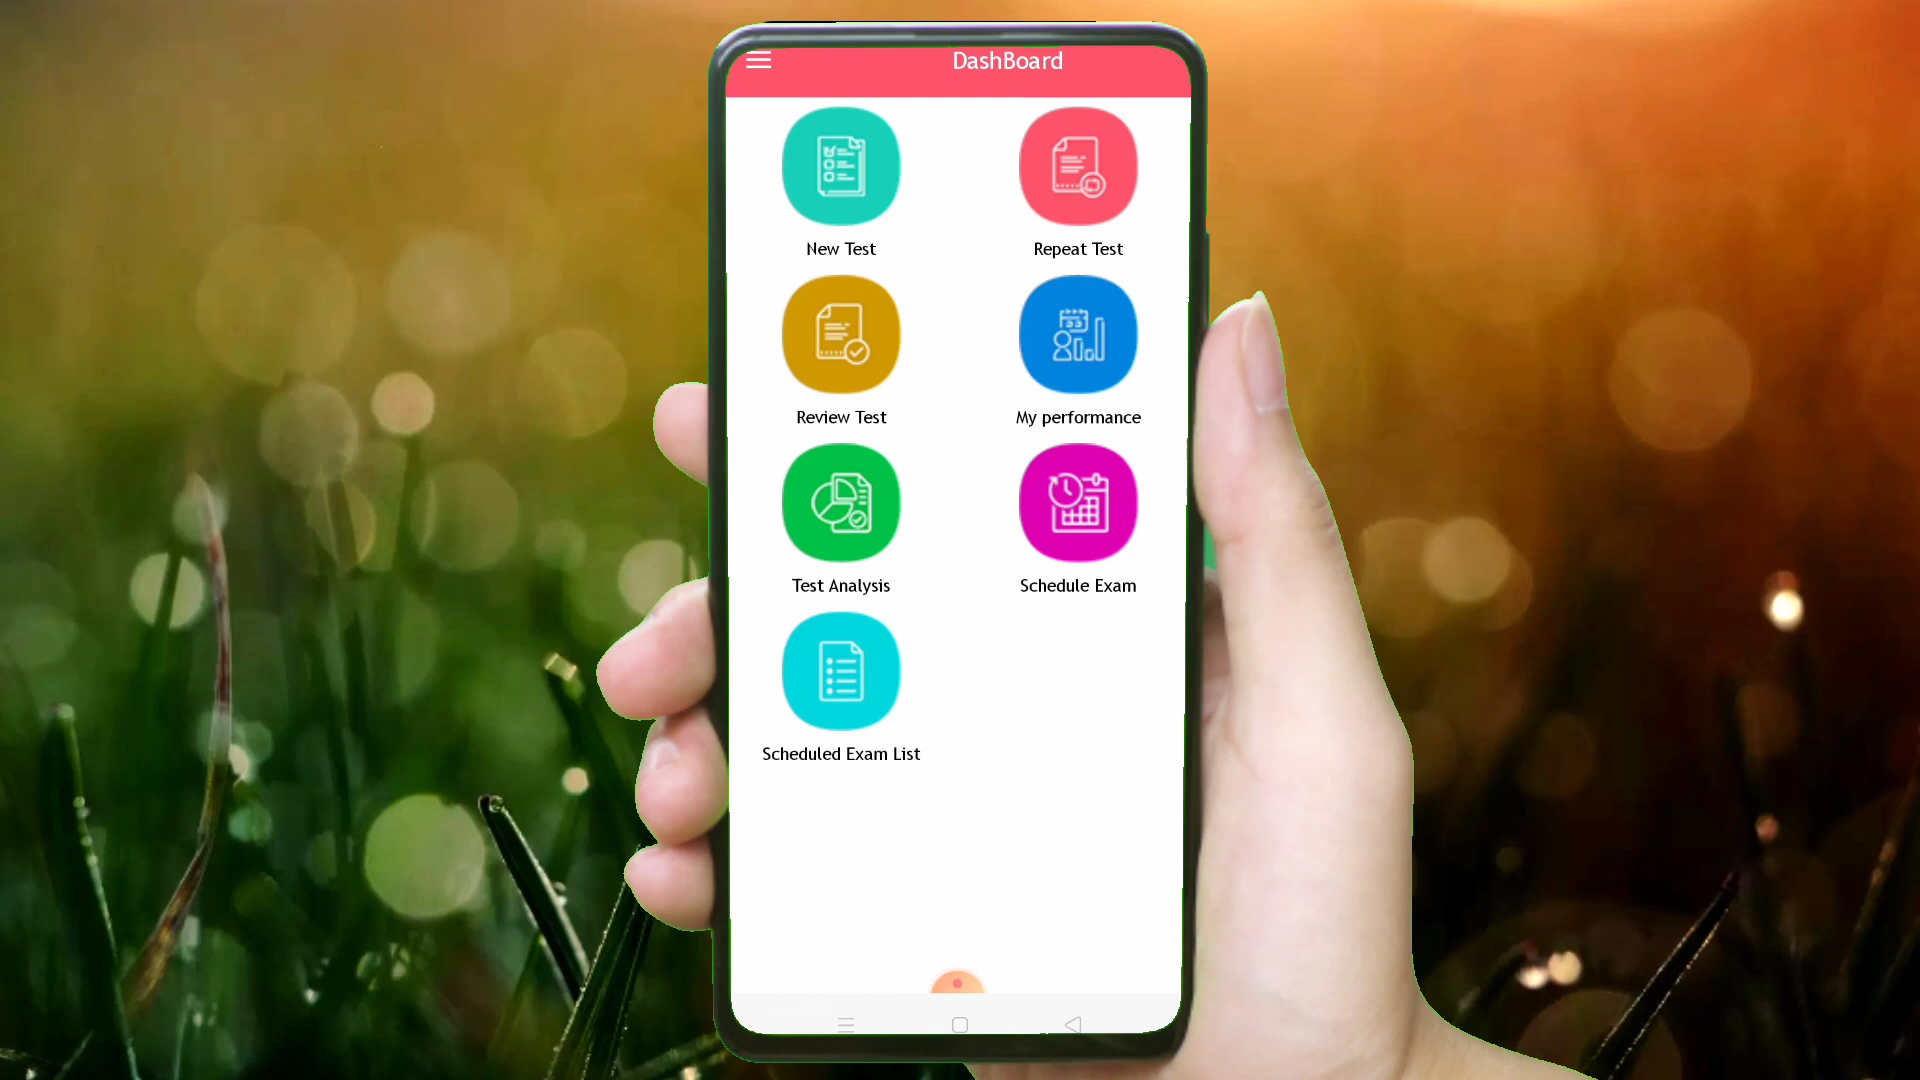 DashBoard
New Test
Repeat Test
Review Test
My performance
Test Analysis
Schedule Exam
Scheduled Exam List